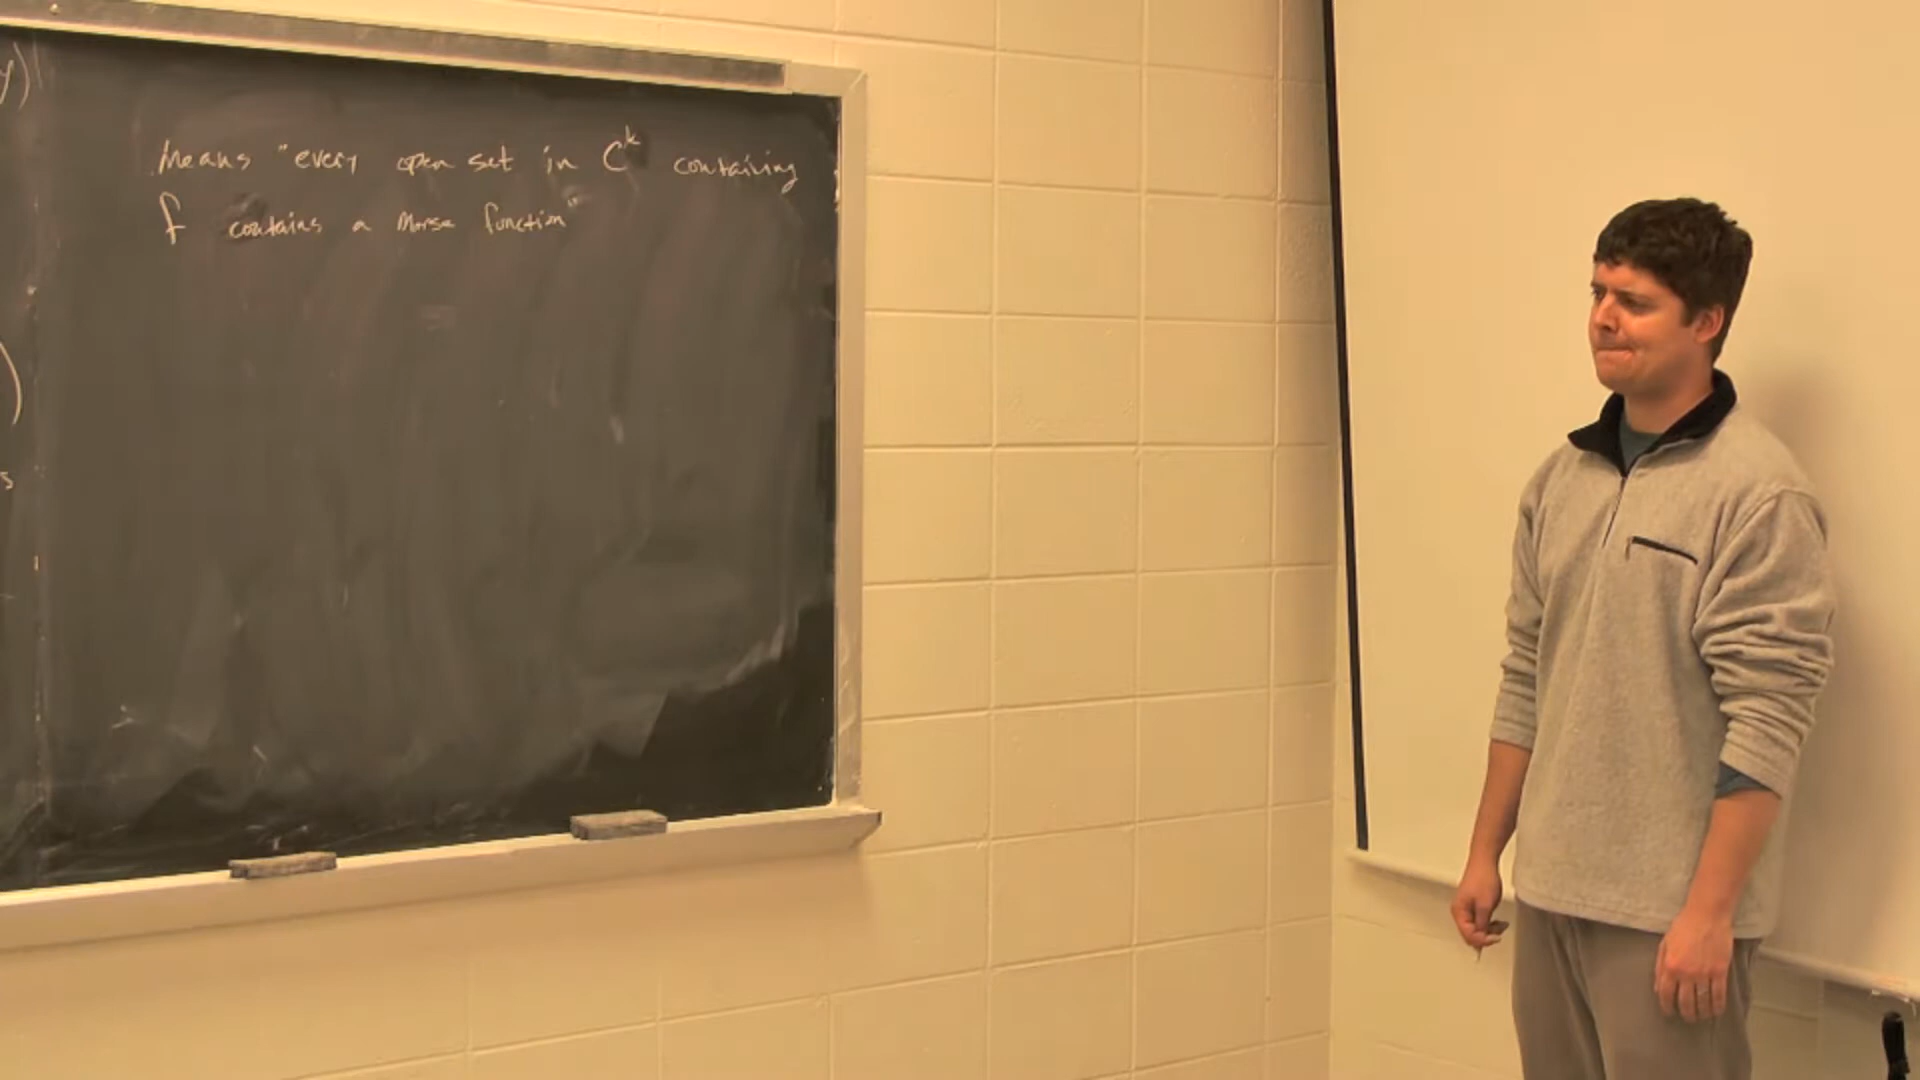 y)
)
s
Means "every open set in C^k containing
f contains a Morse function"